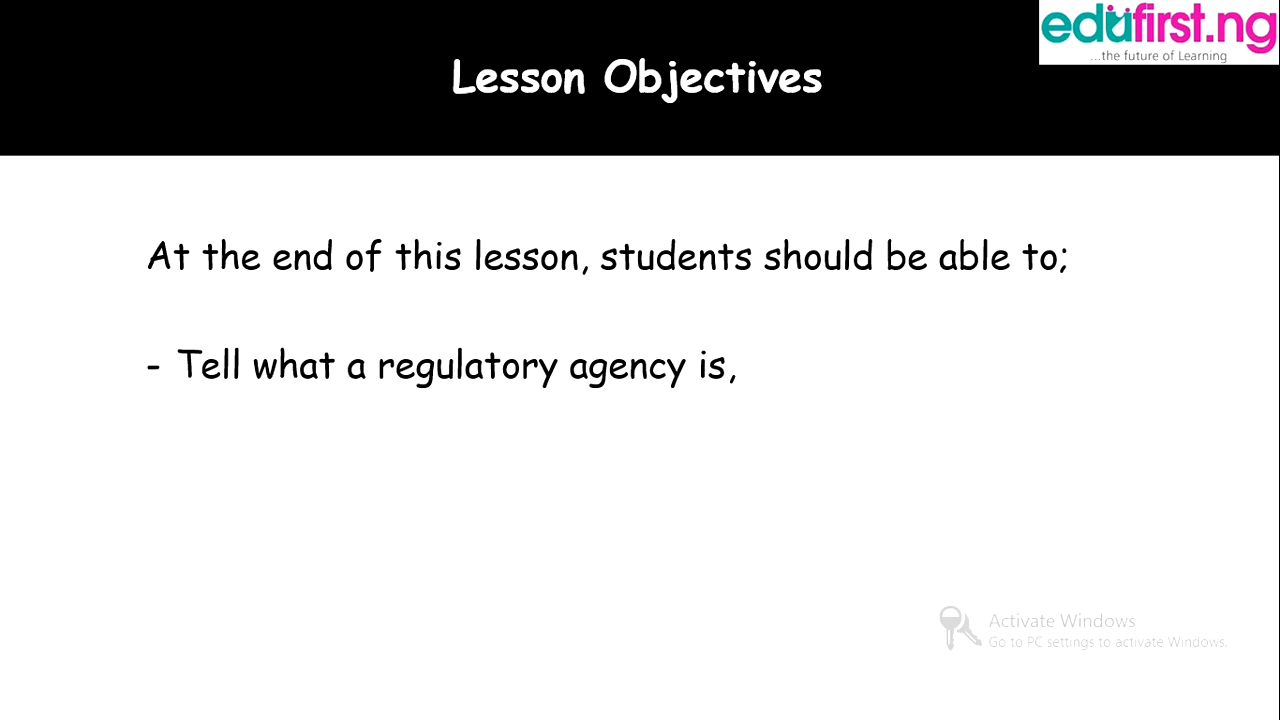 edufirst.ng
...the future of Learning
Lesson Objectives
At the end of this lesson, students should be able to;
- Tell what a regulatory agency is,
Activate Windows
Go to PC settings to activate Windows.